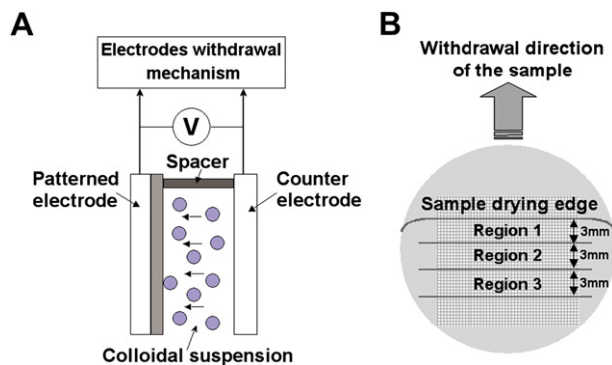 A
Electrodes withdrawal
mechanism
V
Spacer
Patterned
electrode
Counter
electrode
Colloidal suspension
B
Withdrawal direction
of the sample
Sample drying edge
Region 1
3mm
Region 2
3mm
Region 3
3mm